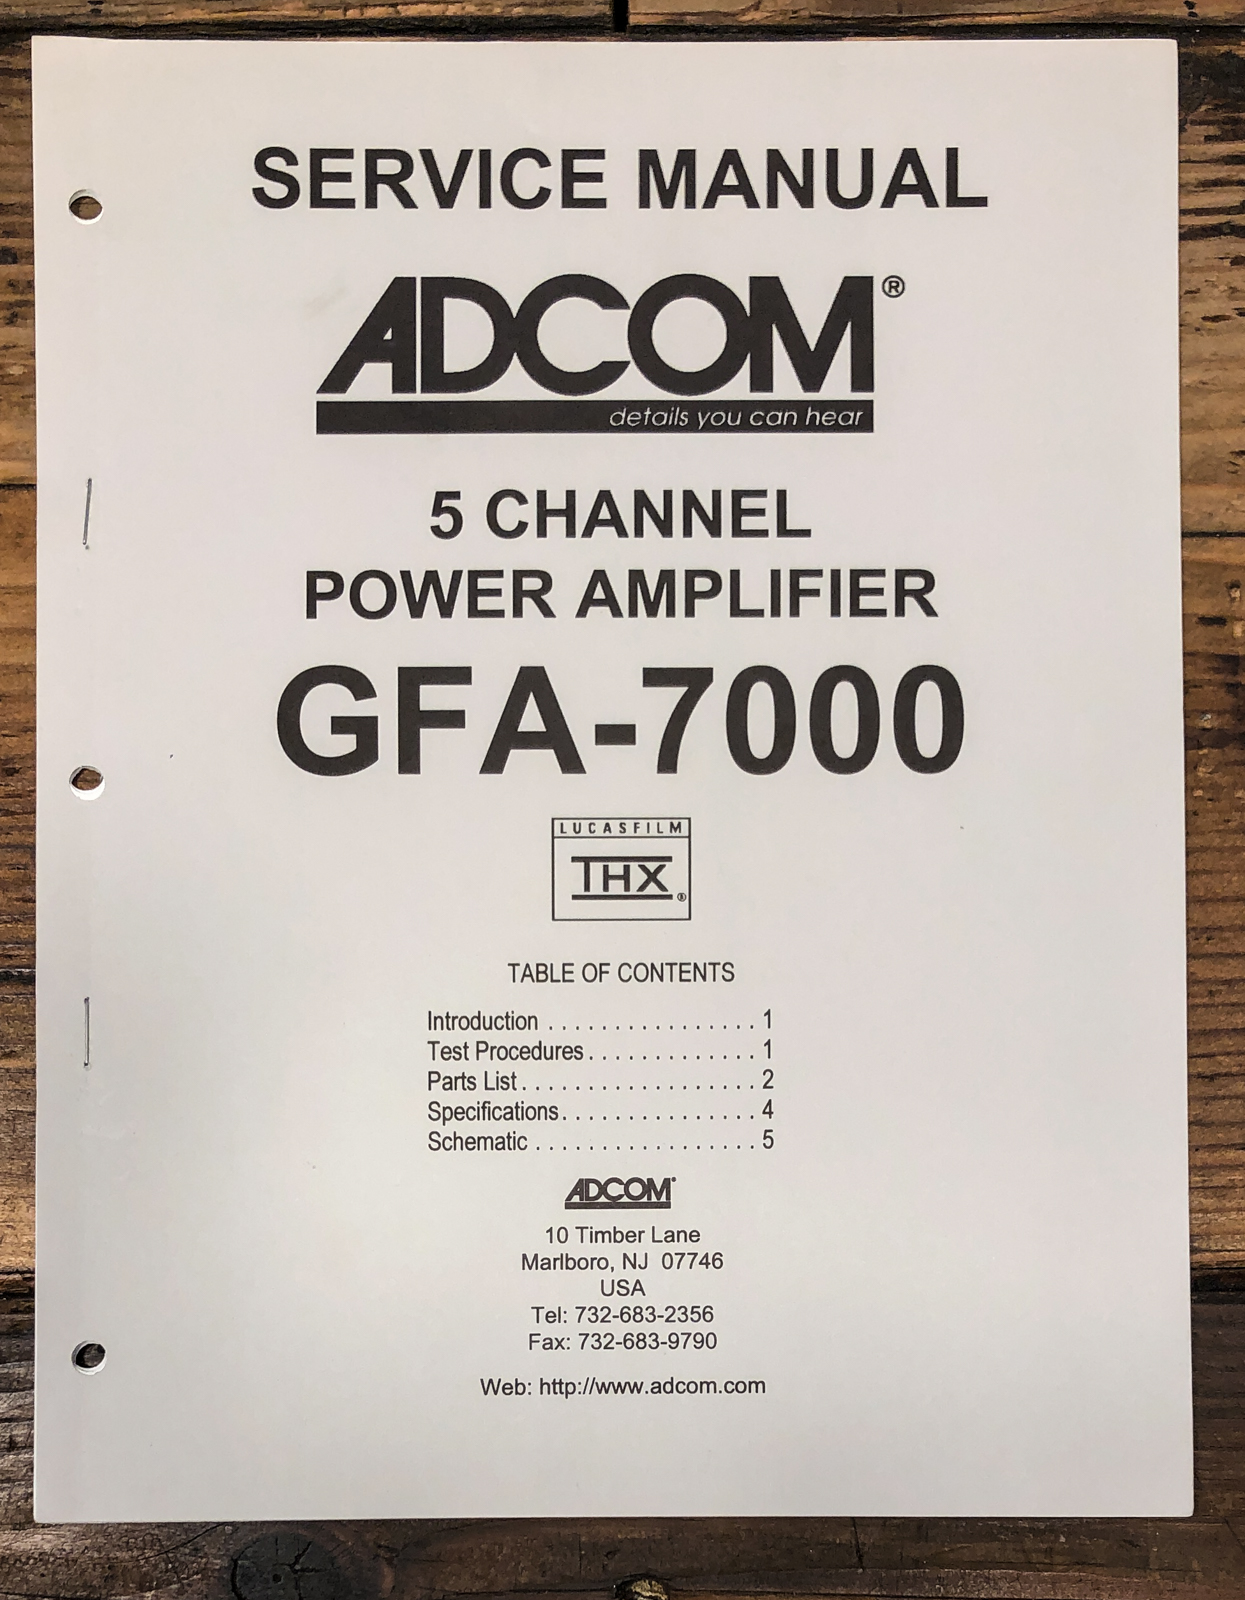 SERVICE MANUAL
ADCOM®
details you can hear
5 CHANNEL
POWER AMPLIFIER
GFA-7000
LUCASFILM
THX®
TABLE OF CONTENTS
Introduction . . . . . . . . . . . . . . . . 1
Test Procedures . . . . . . . . . . . . . 1
Parts List . . . . . . . . . . . . . . . . . . 2
Specifications . . . . . . . . . . . . . . . 4
Schematic . . . . . . . . . . . . . . . . . 5
ADCOM
10 Timber Lane
Marlboro, NJ  07746
USA
Tel: 732-683-2356
Fax: 732-683-9790
Web: http://www.adcom.com